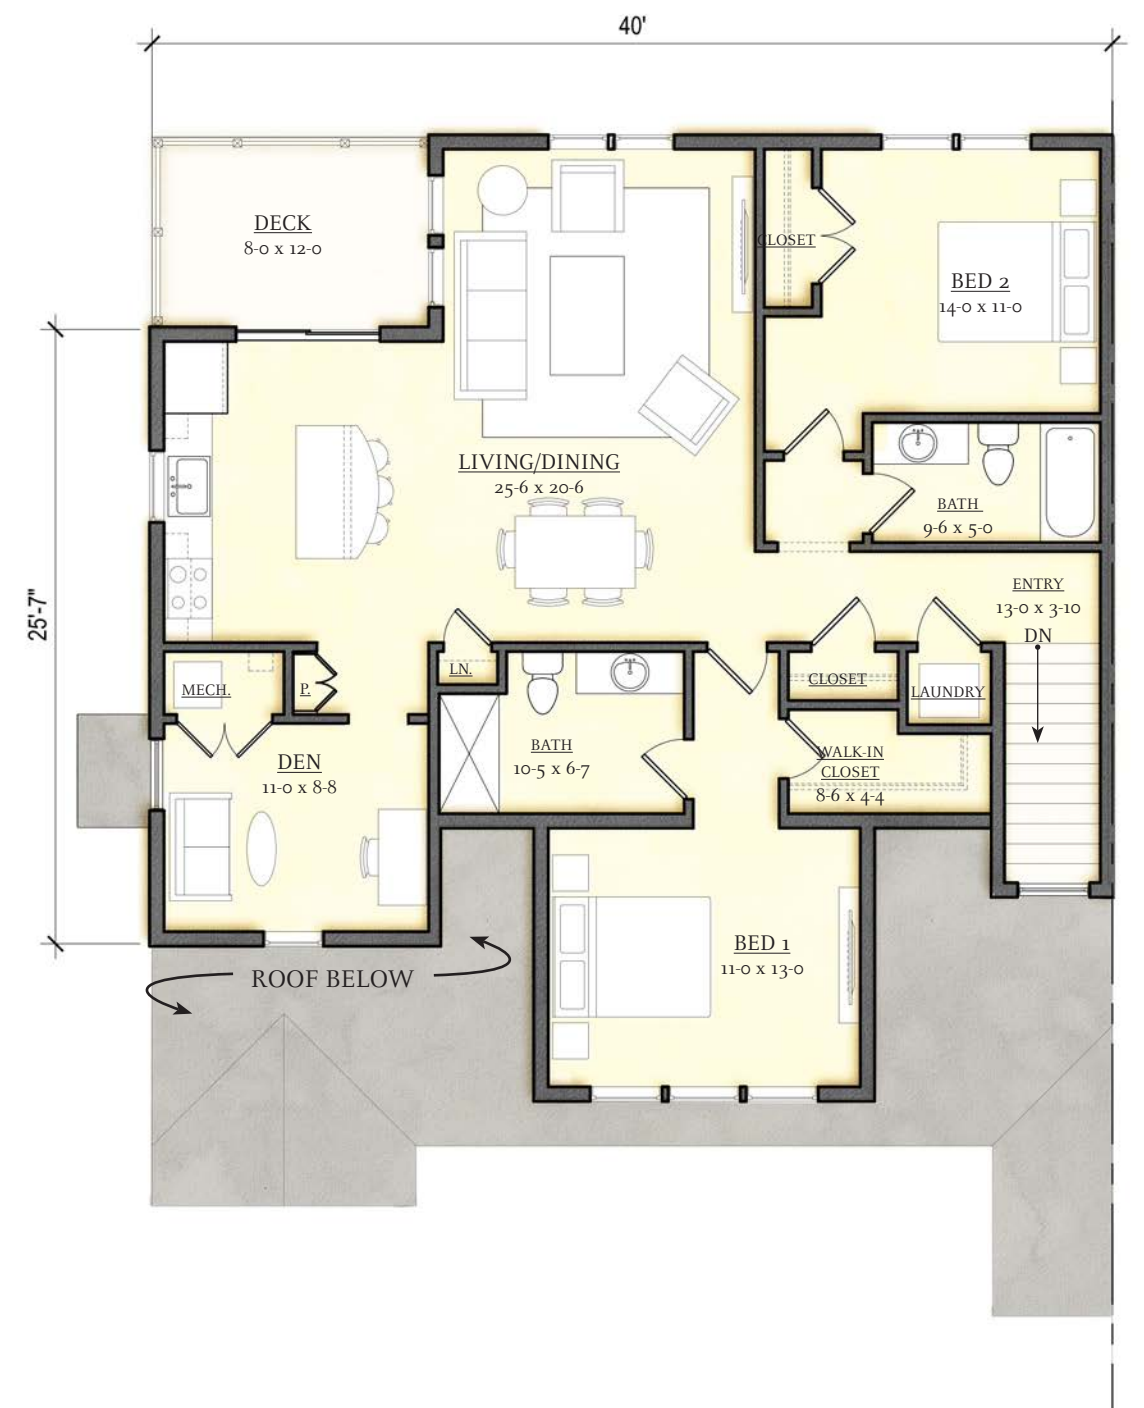 40'
DECK
8-0 x 12-0
CLOSET
BED 2
14-0 x 11-0
LIVING/DINING
25-6 x 20-6
BATH
9-6 x 5-0
25'-7"
ENTRY
13-0 x 3-10
DN
MECH.
P.
LN.
CLOSET
LAUNDRY
BATH
10-5 x 6-7
WALK-IN
CLOSET
8-6 x 4-4
DEN
11-0 x 8-8
BED 1
11-0 x 13-0
ROOF BELOW